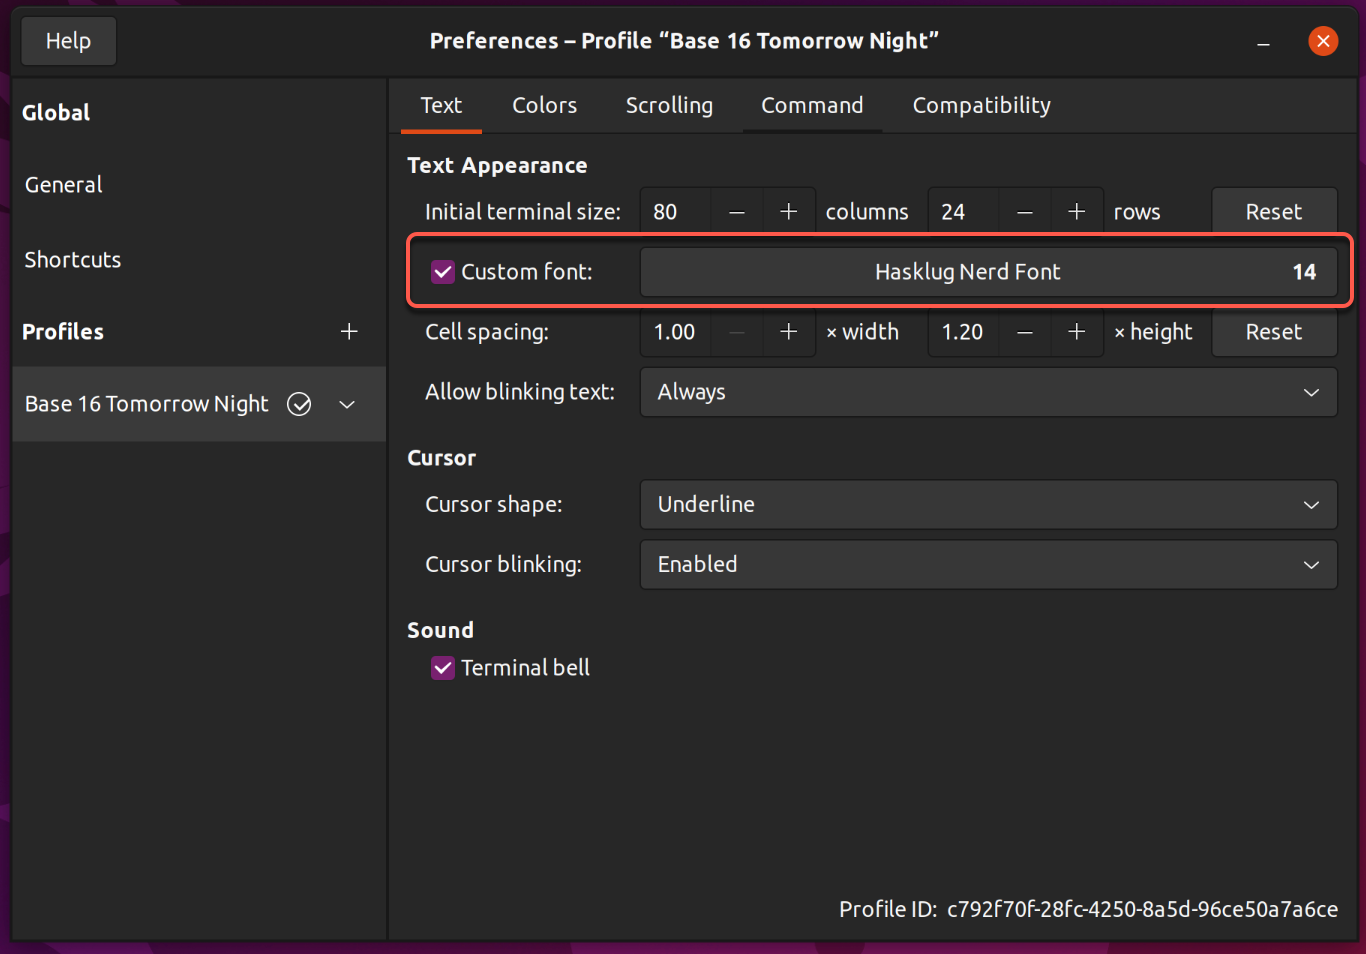 Help
Preferences – Profile “Base 16 Tomorrow Night”
Global
General
Shortcuts
Profiles
Base 16 Tomorrow Night
Text Colors Scrolling Command Compatibility
Text Appearance
Initial terminal size: 80 − + columns 24 − + rows Reset
Custom font: Hasklug Nerd Font 14
Cell spacing: 1.00 − + × width 1.20 − + × height Reset
Allow blinking text: Always
Cursor
Cursor shape: Underline
Cursor blinking: Enabled
Sound
Terminal bell
Profile ID: c792f70f-28fc-4250-8a5d-96ce50a7a6ce